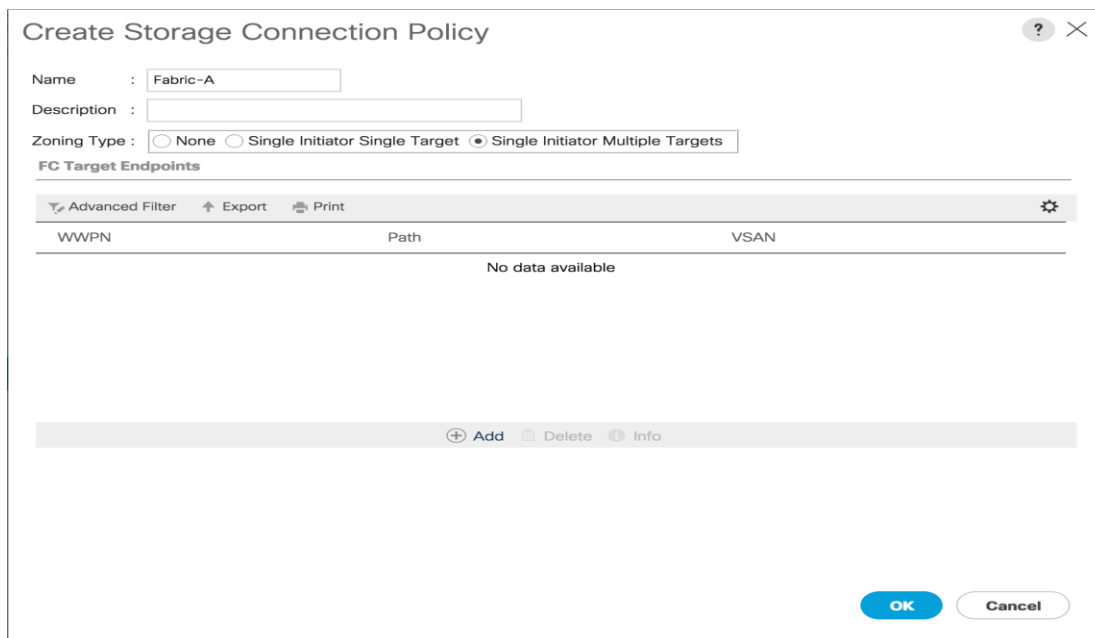 Create Storage Connection Policy ? ×
Name : Fabric-A
Description :
Zoning Type : None Single Initiator Single Target Single Initiator Multiple Targets
FC Target Endpoints
Advanced Filter Export Print
WWPN Path VSAN
No data available
Add Delete Info
OK Cancel